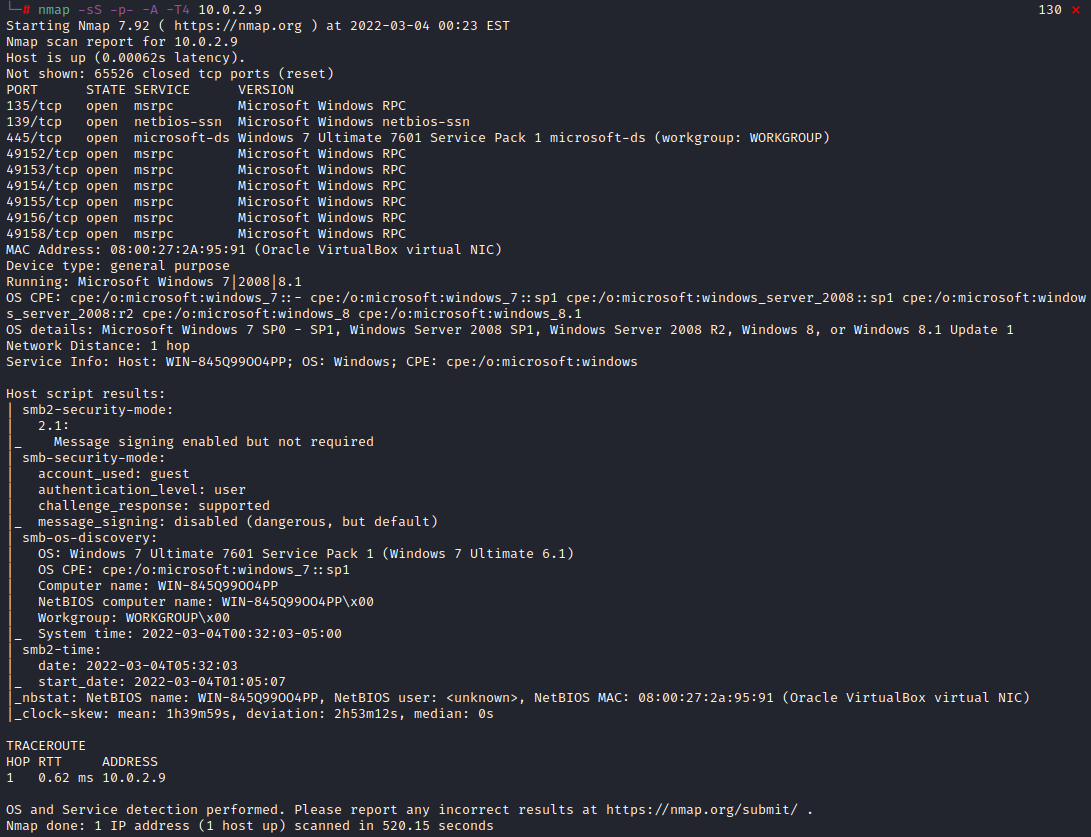 └─# nmap -sS -p- -A -T4 10.0.2.9 130 ⨯
Starting Nmap 7.92 ( https://nmap.org ) at 2022-03-04 00:23 EST
Nmap scan report for 10.0.2.9
Host is up (0.00062s latency).
Not shown: 65526 closed tcp ports (reset)
PORT      STATE SERVICE      VERSION
135/tcp   open  msrpc        Microsoft Windows RPC
139/tcp   open  netbios-ssn  Microsoft Windows netbios-ssn
445/tcp   open  microsoft-ds Windows 7 Ultimate 7601 Service Pack 1 microsoft-ds (workgroup: WORKGROUP)
49152/tcp open  msrpc        Microsoft Windows RPC
49153/tcp open  msrpc        Microsoft Windows RPC
49154/tcp open  msrpc        Microsoft Windows RPC
49155/tcp open  msrpc        Microsoft Windows RPC
49156/tcp open  msrpc        Microsoft Windows RPC
49158/tcp open  msrpc        Microsoft Windows RPC
MAC Address: 08:00:27:2A:95:91 (Oracle VirtualBox virtual NIC)
Device type: general purpose
Running: Microsoft Windows 7|2008|8.1
OS CPE: cpe:/o:microsoft:windows_7::- cpe:/o:microsoft:windows_7::sp1 cpe:/o:microsoft:windows_server_2008::sp1 cpe:/o:microsoft:window
s_server_2008:r2 cpe:/o:microsoft:windows_8 cpe:/o:microsoft:windows_8.1
OS details: Microsoft Windows 7 SP0 - SP1, Windows Server 2008 SP1, Windows Server 2008 R2, Windows 8, or Windows 8.1 Update 1
Network Distance: 1 hop
Service Info: Host: WIN-845Q99OO4PP; OS: Windows; CPE: cpe:/o:microsoft:windows

Host script results:
| smb2-security-mode:
|   2.1:
|_    Message signing enabled but not required
| smb-security-mode:
|   account_used: guest
|   authentication_level: user
|   challenge_response: supported
|_  message_signing: disabled (dangerous, but default)
| smb-os-discovery:
|   OS: Windows 7 Ultimate 7601 Service Pack 1 (Windows 7 Ultimate 6.1)
|   OS CPE: cpe:/o:microsoft:windows_7::sp1
|   Computer name: WIN-845Q99OO4PP
|   NetBIOS computer name: WIN-845Q99OO4PP\x00
|   Workgroup: WORKGROUP\x00
|_  System time: 2022-03-04T00:32:03-05:00
| smb2-time:
|   date: 2022-03-04T05:32:03
|_  start_date: 2022-03-04T01:05:07
|_nbstat: NetBIOS name: WIN-845Q99OO4PP, NetBIOS user: <unknown>, NetBIOS MAC: 08:00:27:2a:95:91 (Oracle VirtualBox virtual NIC)
|_clock-skew: mean: 1h39m59s, deviation: 2h53m12s, median: 0s

TRACEROUTE
HOP RTT     ADDRESS
1   0.62 ms 10.0.2.9

OS and Service detection performed. Please report any incorrect results at https://nmap.org/submit/ .
Nmap done: 1 IP address (1 host up) scanned in 520.15 seconds